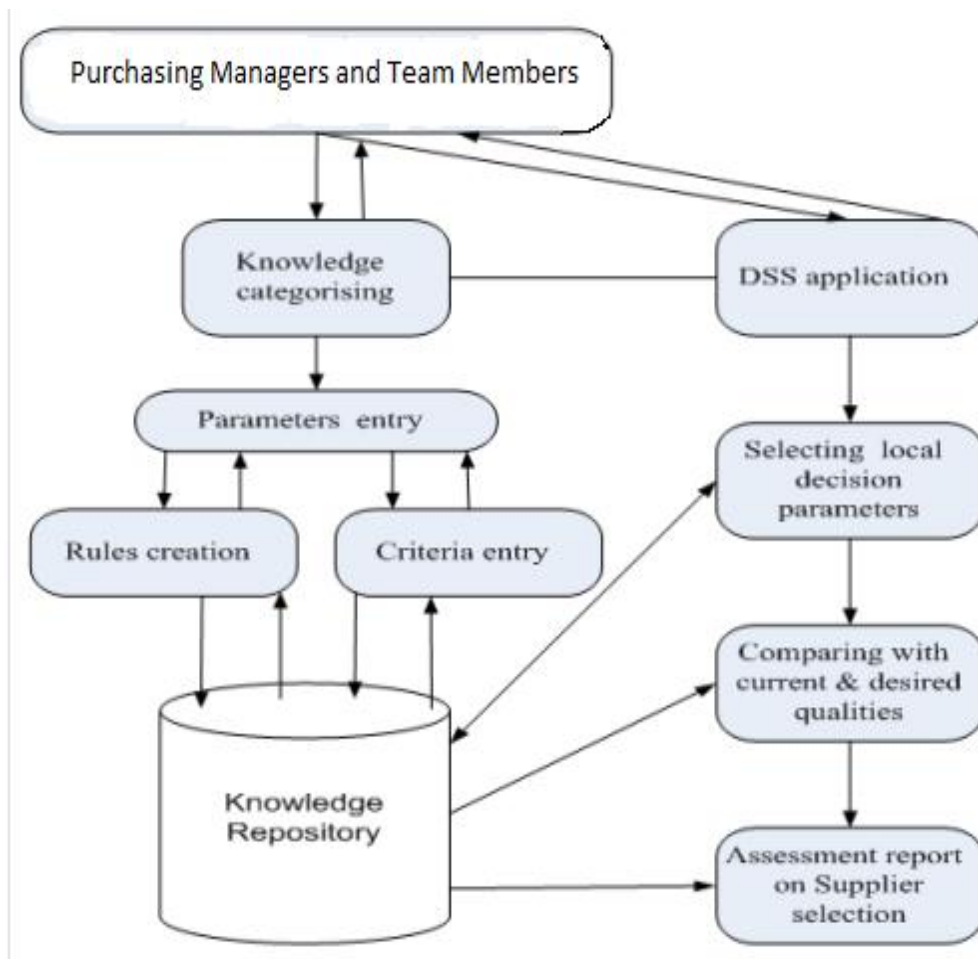 Purchasing Managers and Team Members
Knowledge
categorising
DSS application
Parameters entry
Selecting local
decision
parameters
Rules creation
Criteria entry
Comparing with
current & desired
qualities
Knowledge
Repository
Assessment report
on Supplier
selection